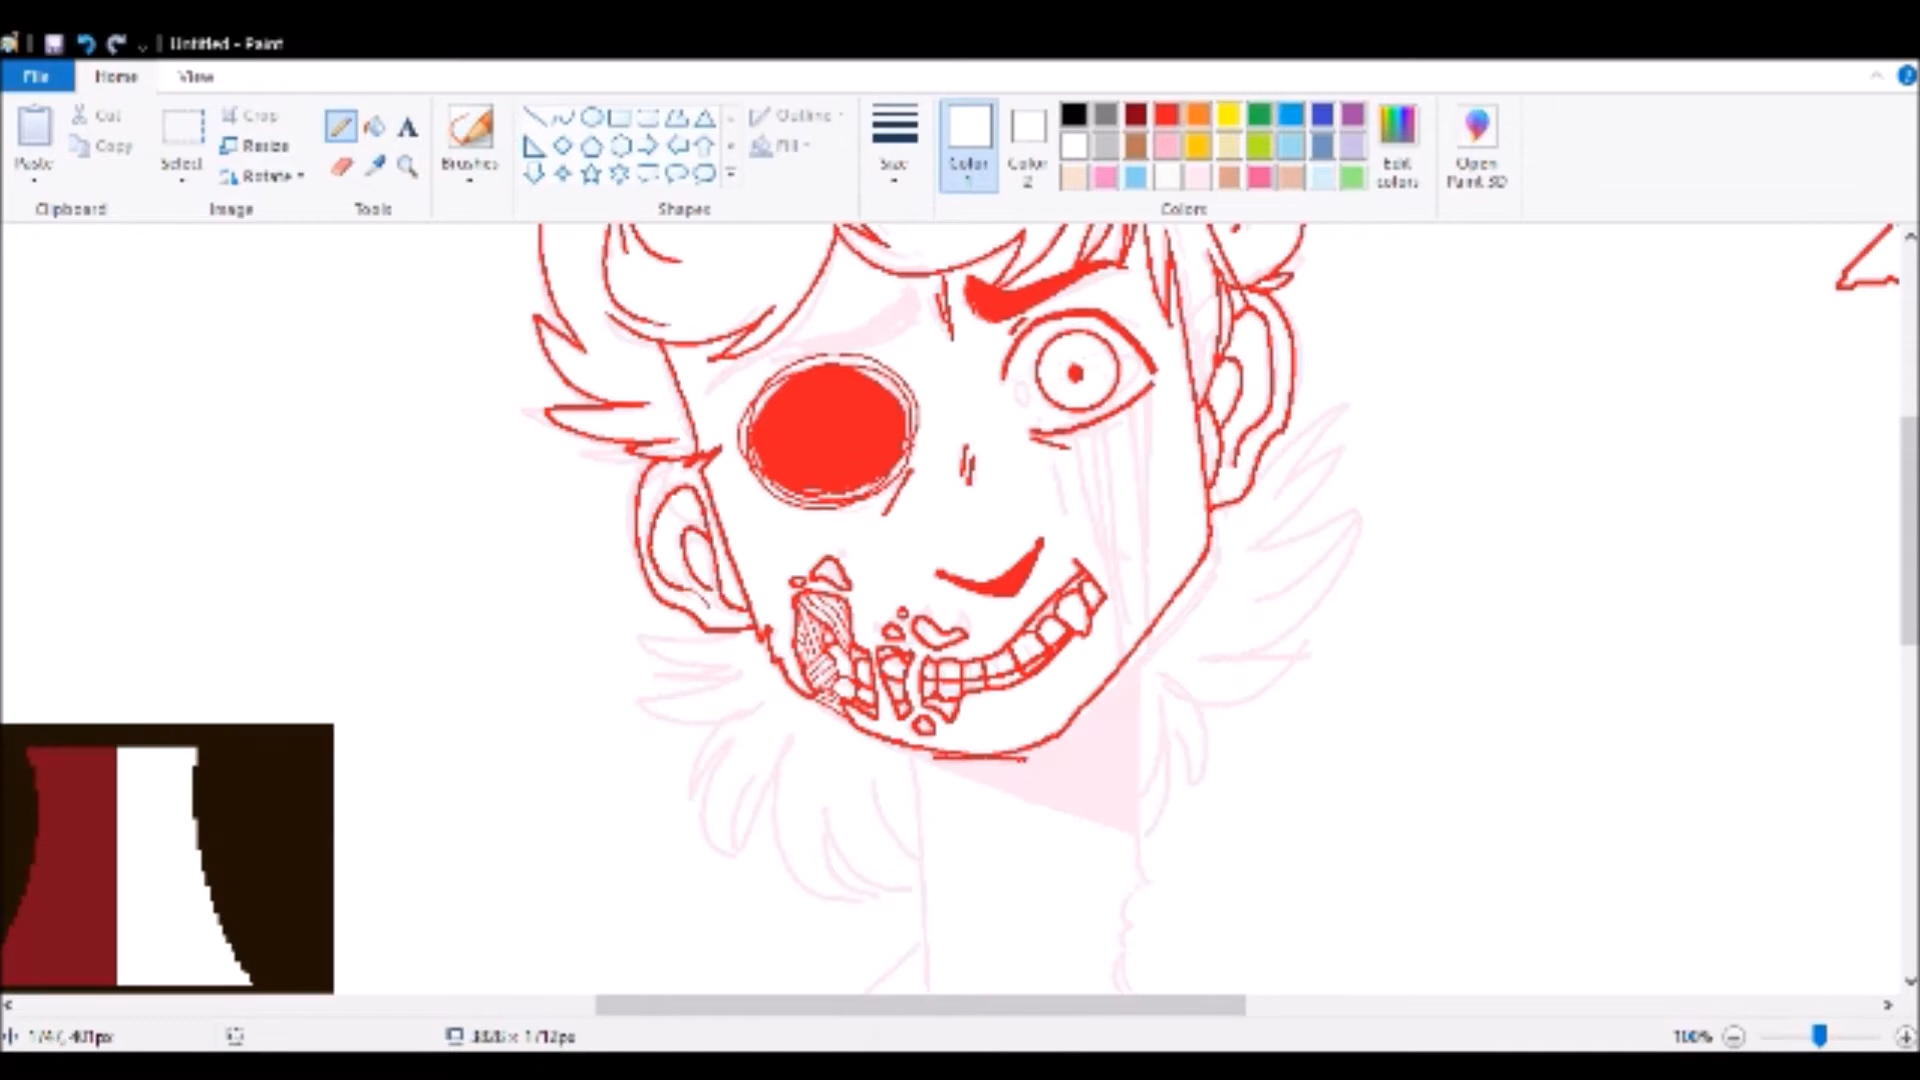 Untitled - Paint
File Home View
Cut Crop Outline
Copy Resize Fill
Paste Select Rotate Brushes Size Color 1 Color 2 Edit colors Open Paint 3D
Clipboard Image Tools Shapes Colors
100%